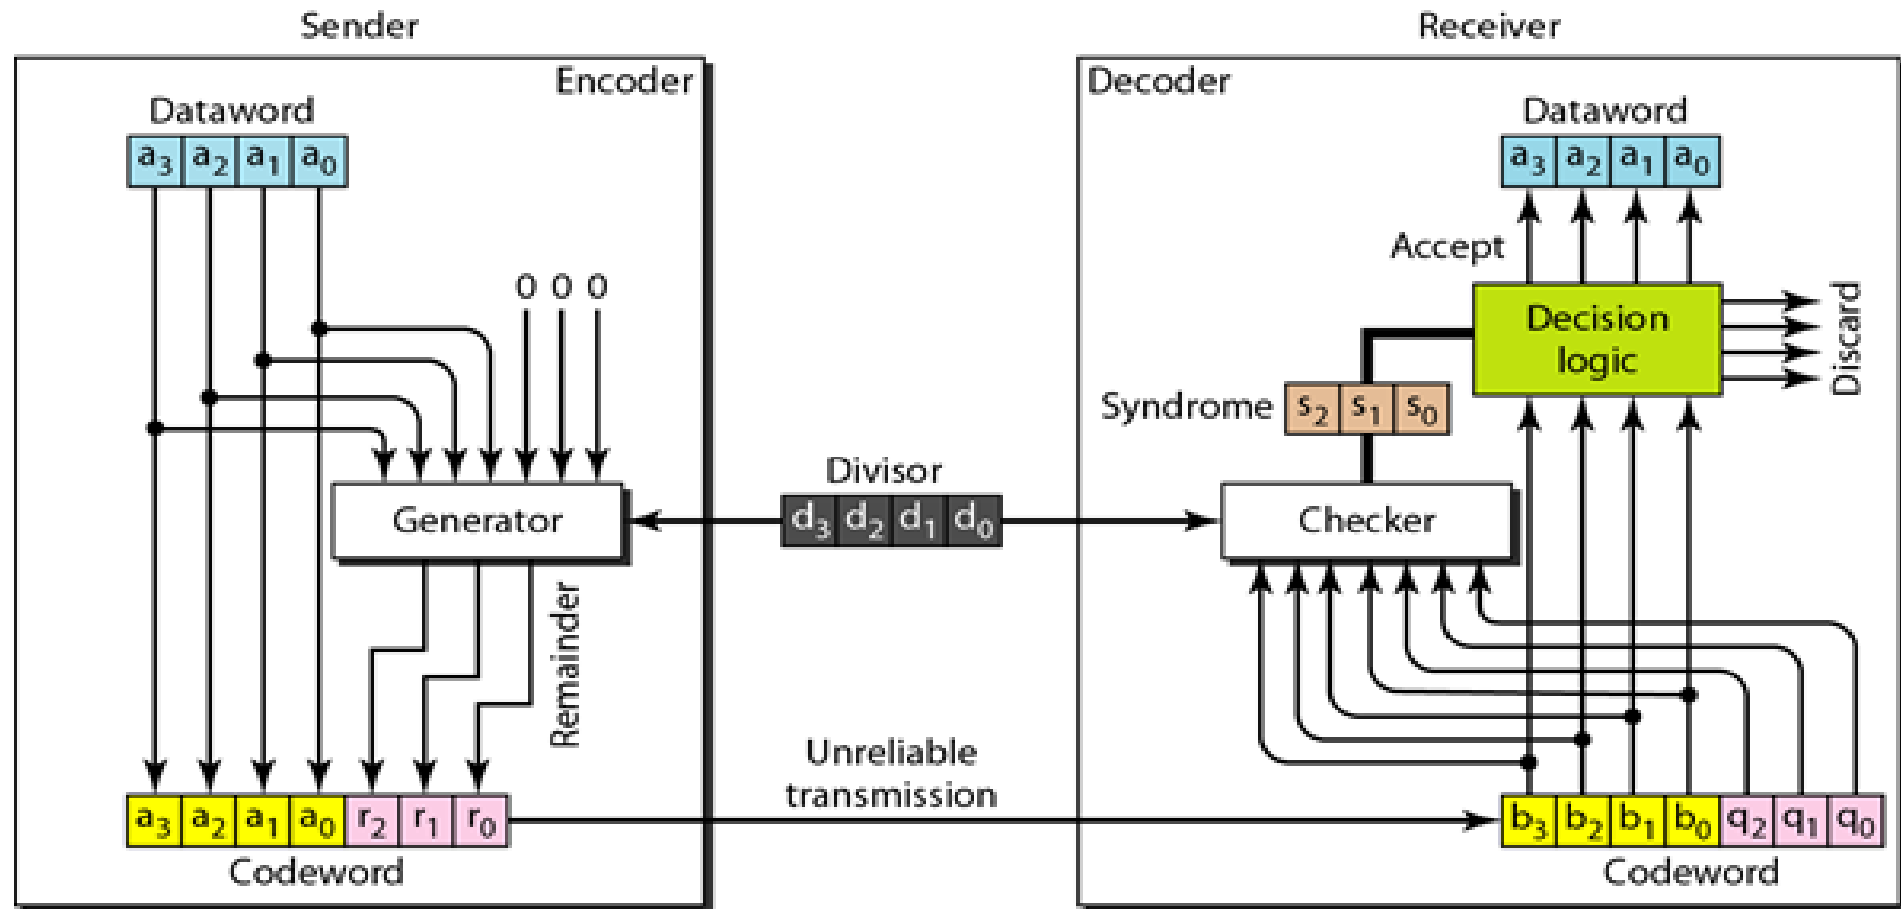 Sender
Encoder
Dataword
a3 a2 a1 a0
0 0 0
Generator
Remainder
a3 a2 a1 a0 r2 r1 r0
Codeword
Divisor
d3 d2 d1 d0
Unreliable
transmission
Receiver
Decoder
Dataword
a3 a2 a1 a0
Accept
Decision
logic
Discard
Syndrome
s2 s1 s0
Checker
b3 b2 b1 b0 q2 q1 q0
Codeword